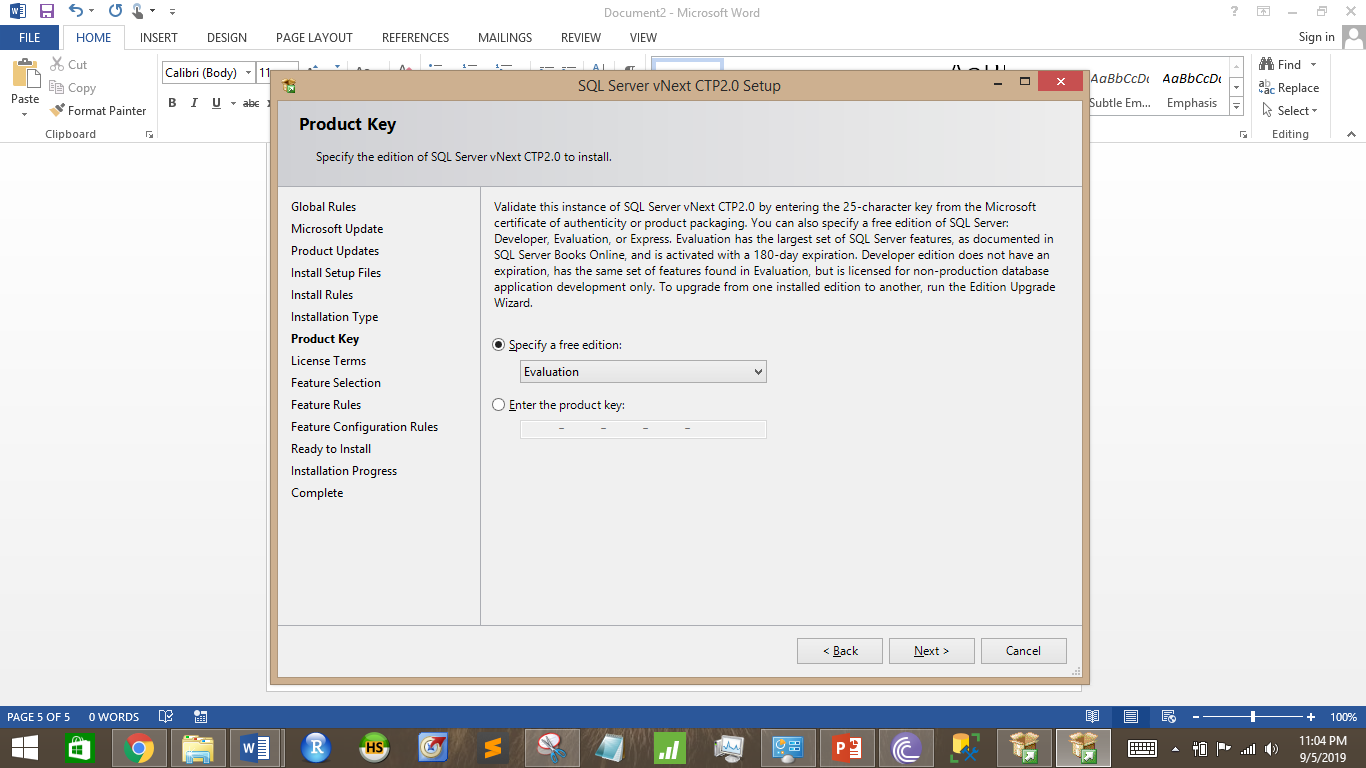 Document2 - Microsoft Word
FILE HOME INSERT DESIGN PAGE LAYOUT REFERENCES MAILINGS REVIEW VIEW Sign in
Paste
Cut
Copy
Format Painter
Clipboard
Calibri (Body) 11
B I U abc
AaBbCcDc AaBbCcDc
Subtle Em... Emphasis
Find
Replace
Select
Editing
SQL Server vNext CTP2.0 Setup
Product Key
Specify the edition of SQL Server vNext CTP2.0 to install.
Global Rules
Microsoft Update
Product Updates
Install Setup Files
Install Rules
Installation Type
Product Key
License Terms
Feature Selection
Feature Rules
Feature Configuration Rules
Ready to Install
Installation Progress
Complete
Validate this instance of SQL Server vNext CTP2.0 by entering the 25-character key from the Microsoft
certificate of authenticity or product packaging. You can also specify a free edition of SQL Server:
Developer, Evaluation, or Express. Evaluation has the largest set of SQL Server features, as documented in
SQL Server Books Online, and is activated with a 180-day expiration. Developer edition does not have an
expiration, has the same set of features found in Evaluation, but is licensed for non-production database
application development only. To upgrade from one installed edition to another, run the Edition Upgrade
Wizard.
Specify a free edition:
Evaluation
Enter the product key:
- - - -
< Back Next > Cancel
PAGE 5 OF 5 0 WORDS 100%
R HS S
11:04 PM
9/5/2019